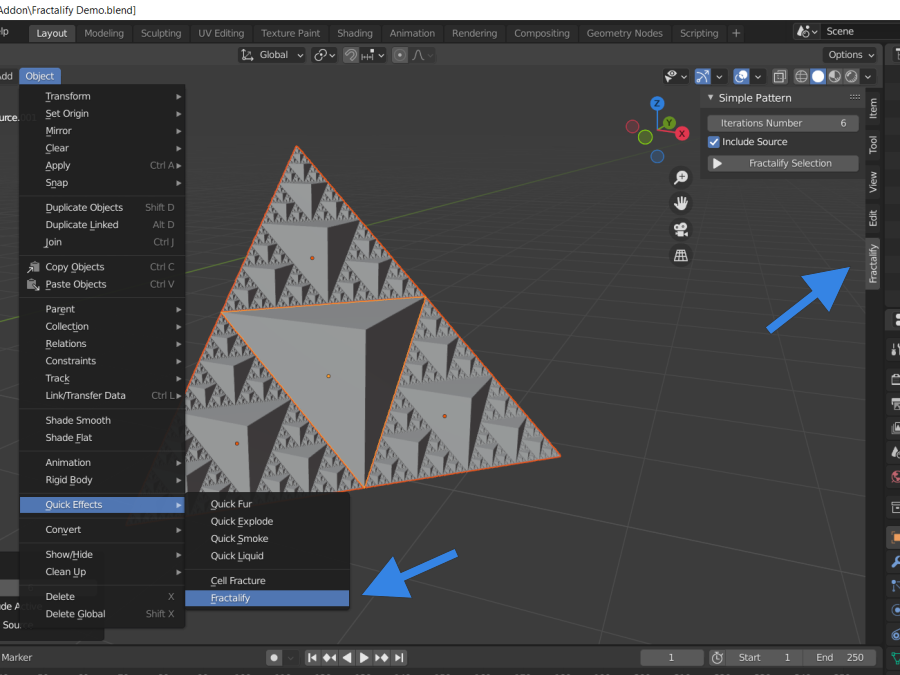 Addon\Fractalify Demo.blend]
lp Layout Modeling Sculpting UV Editing Texture Paint Shading Animation Rendering Compositing Geometry Nodes Scripting + Scene
Global Options
Add Object
Transform
Set Origin
Mirror
Clear
Apply Ctrl A
Snap
Duplicate Objects Shift D
Duplicate Linked Alt D
Join Ctrl J
Copy Objects Ctrl C
Paste Objects Ctrl V
Parent
Collection
Relations
Constraints
Track
Link/Transfer Data Ctrl L
Shade Smooth
Shade Flat
Animation
Rigid Body
Quick Effects
Convert
Show/Hide
Clean Up
Delete X
Delete Global Shift X
Quick Fur
Quick Explode
Quick Smoke
Quick Liquid
Cell Fracture
Fractalify
Z
Y
X
Simple Pattern
Iterations Number 6
Include Source
Fractalify Selection
Item
Tool
View
Edit
Fractalify
Marker
1 Start 1 End 250